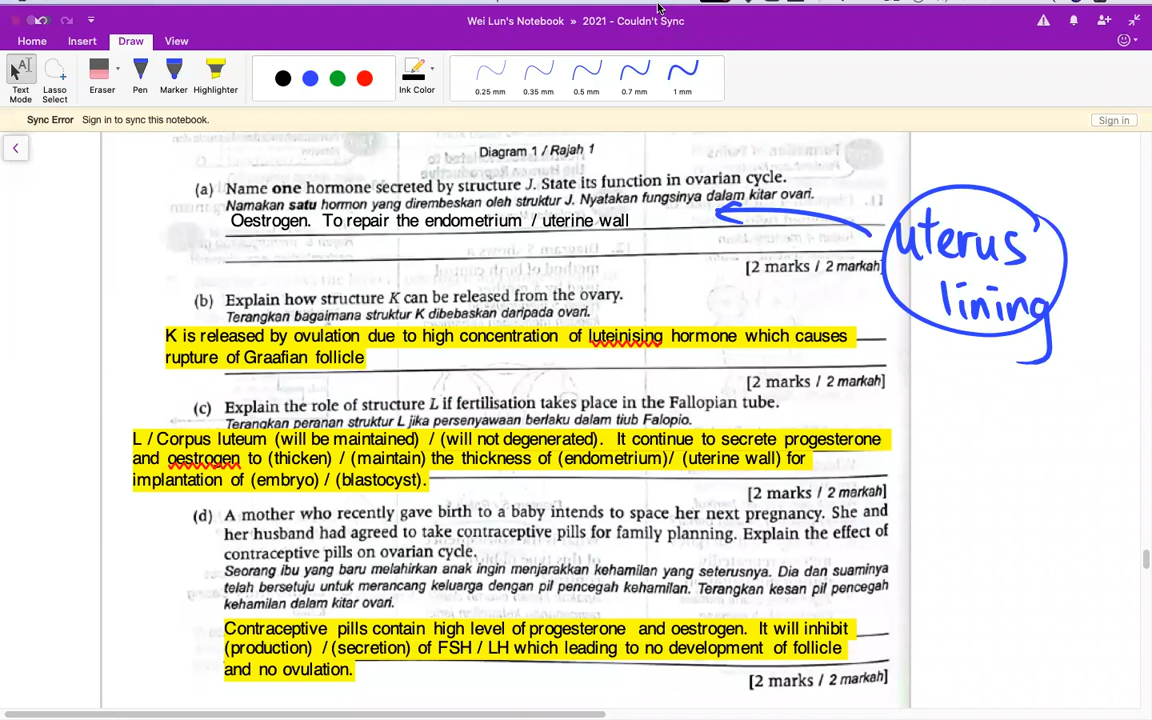 Wei Lun's Notebook » 2021 - Couldn't Sync
Home Insert Draw View
Text Mode
Lasso Select
Eraser
Pen
Marker
Highlighter
Ink Color
0.25 mm 0.35 mm 0.5 mm 0.7 mm 1 mm
Sync Error Sign in to sync this notebook.
Sign in
Diagram 1 / Rajah 1
(a) Name one hormone secreted by structure J. State its function in ovarian cycle.
Namakan satu hormon yang dirembeskan oleh struktur J. Nyatakan fungsinya dalam kitar ovari.
Oestrogen. To repair the endometrium / uterine wall
uterus
lining
[2 marks / 2 markah]
(b) Explain how structure K can be released from the ovary.
Terangkan bagaimana struktur K dibebaskan daripada ovari.
K is released by ovulation due to high concentration of luteinising hormone which causes
rupture of Graafian follicle
[2 marks / 2 markah]
(c) Explain the role of structure L if fertilisation takes place in the Fallopian tube.
Terangkan peranan struktur L jika persenyawaan berlaku dalam tiub Falopio.
L / Corpus luteum (will be maintained) / (will not degenerated). It continue to secrete progesterone
and oestrogen to (thicken) / (maintain) the thickness of (endometrium)/ (uterine wall) for
implantation of (embryo) / (blastocyst).
[2 marks / 2 markah]
(d) A mother who recently gave birth to a baby intends to space her next pregnancy. She and
her husband had agreed to take contraceptive pills for family planning. Explain the effect of
contraceptive pills on ovarian cycle.
Seorang ibu yang baru melahirkan anak ingin menjarakkan kehamilan yang seterusnya. Dia dan suaminya
telah bersetuju untuk merancang keluarga dengan pil pencegah kehamilan. Terangkan kesan pil pencegah
kehamilan dalam kitar ovari.
Contraceptive pills contain high level of progesterone and oestrogen. It will inhibit
(production) / (secretion) of FSH / LH which leading to no development of follicle
and no ovulation.
[2 marks / 2 markah]